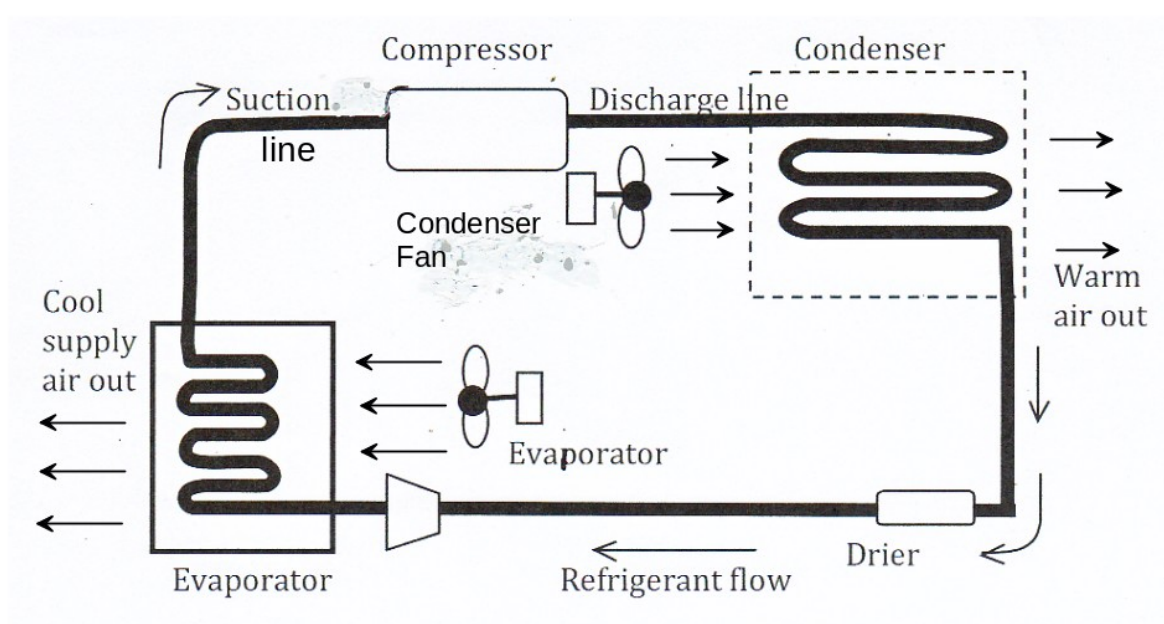 Compressor
Condenser
Suction
line
Discharge line
Condenser
Fan
Warm
air out
Cool
supply
air out
Evaporator
Evaporator
Refrigerant flow
Drier